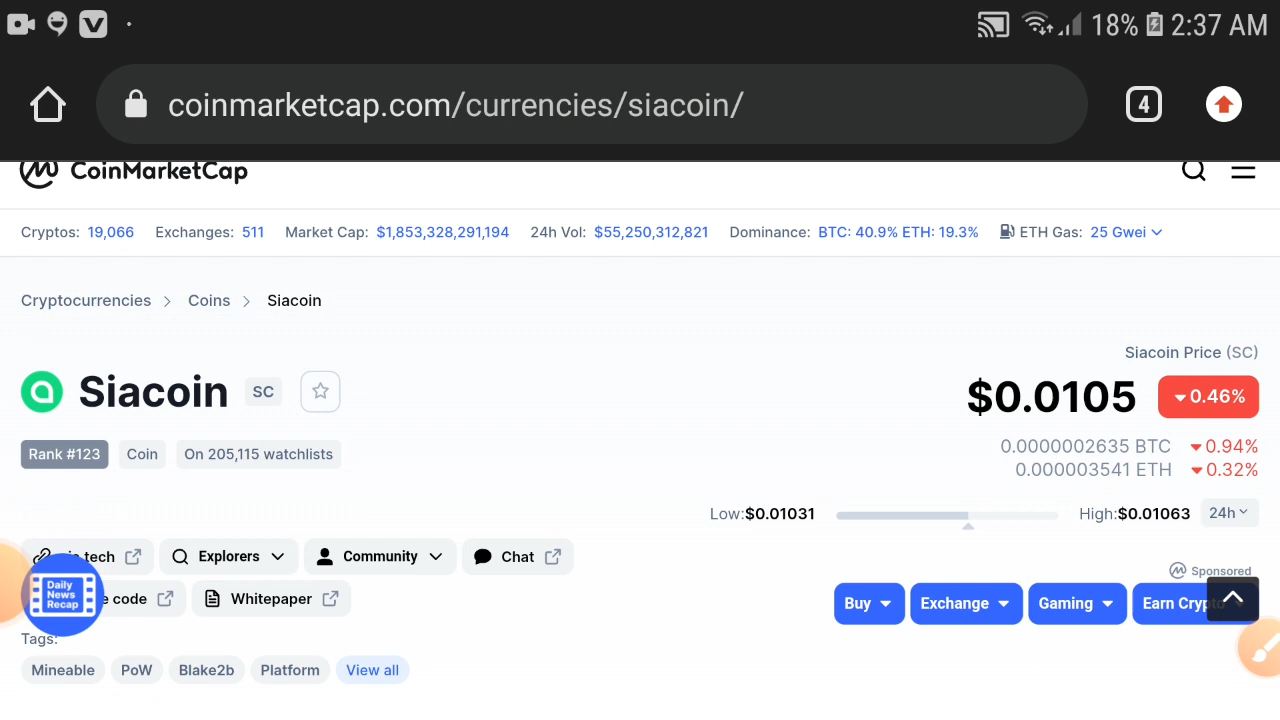 18% 2:37 AM
coinmarketcap.com/currencies/siacoin/
4
CoinMarketCap
Cryptos: 19,066 Exchanges: 511 Market Cap: $1,853,328,291,194 24h Vol: $55,250,312,821 Dominance: BTC: 40.9% ETH: 19.3% ETH Gas: 25 Gwei
Cryptocurrencies > Coins > Siacoin
Siacoin Price (SC)
Siacoin SC
$0.0105 0.46%
Rank #123 Coin On 205,115 watchlists
0.0000002635 BTC 0.94%
0.000003541 ETH 0.32%
Low:$0.01031 High:$0.01063 24h
tech Explorers Community Chat
Sponsored
Daily
News
Recap
code Whitepaper
Buy Exchange Gaming Earn Crypto
Tags:
Mineable PoW Blake2b Platform View all